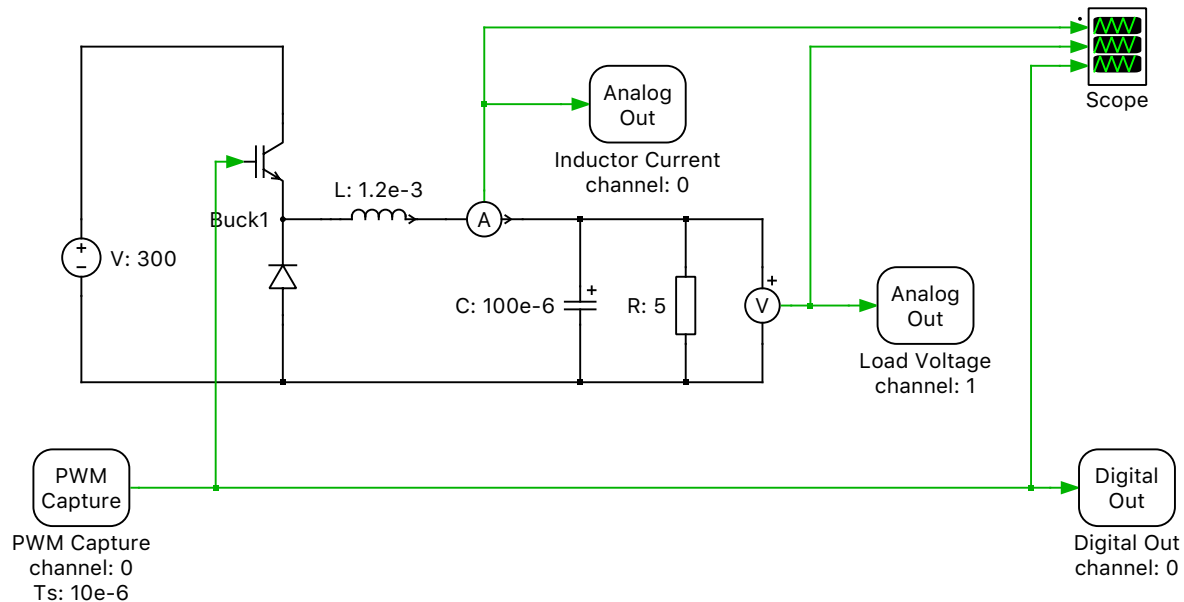 Scope
Analog
Out
Inductor Current
channel: 0
L: 1.2e-3
Buck1
A
V: 300
C: 100e-6
R: 5
V
Analog
Out
Load Voltage
channel: 1
PWM
Capture
PWM Capture
channel: 0
Ts: 10e-6
Digital
Out
Digital Out
channel: 0